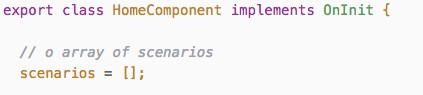 export class HomeComponent implements OnInit {
// o array of scenarios
scenarios = [];